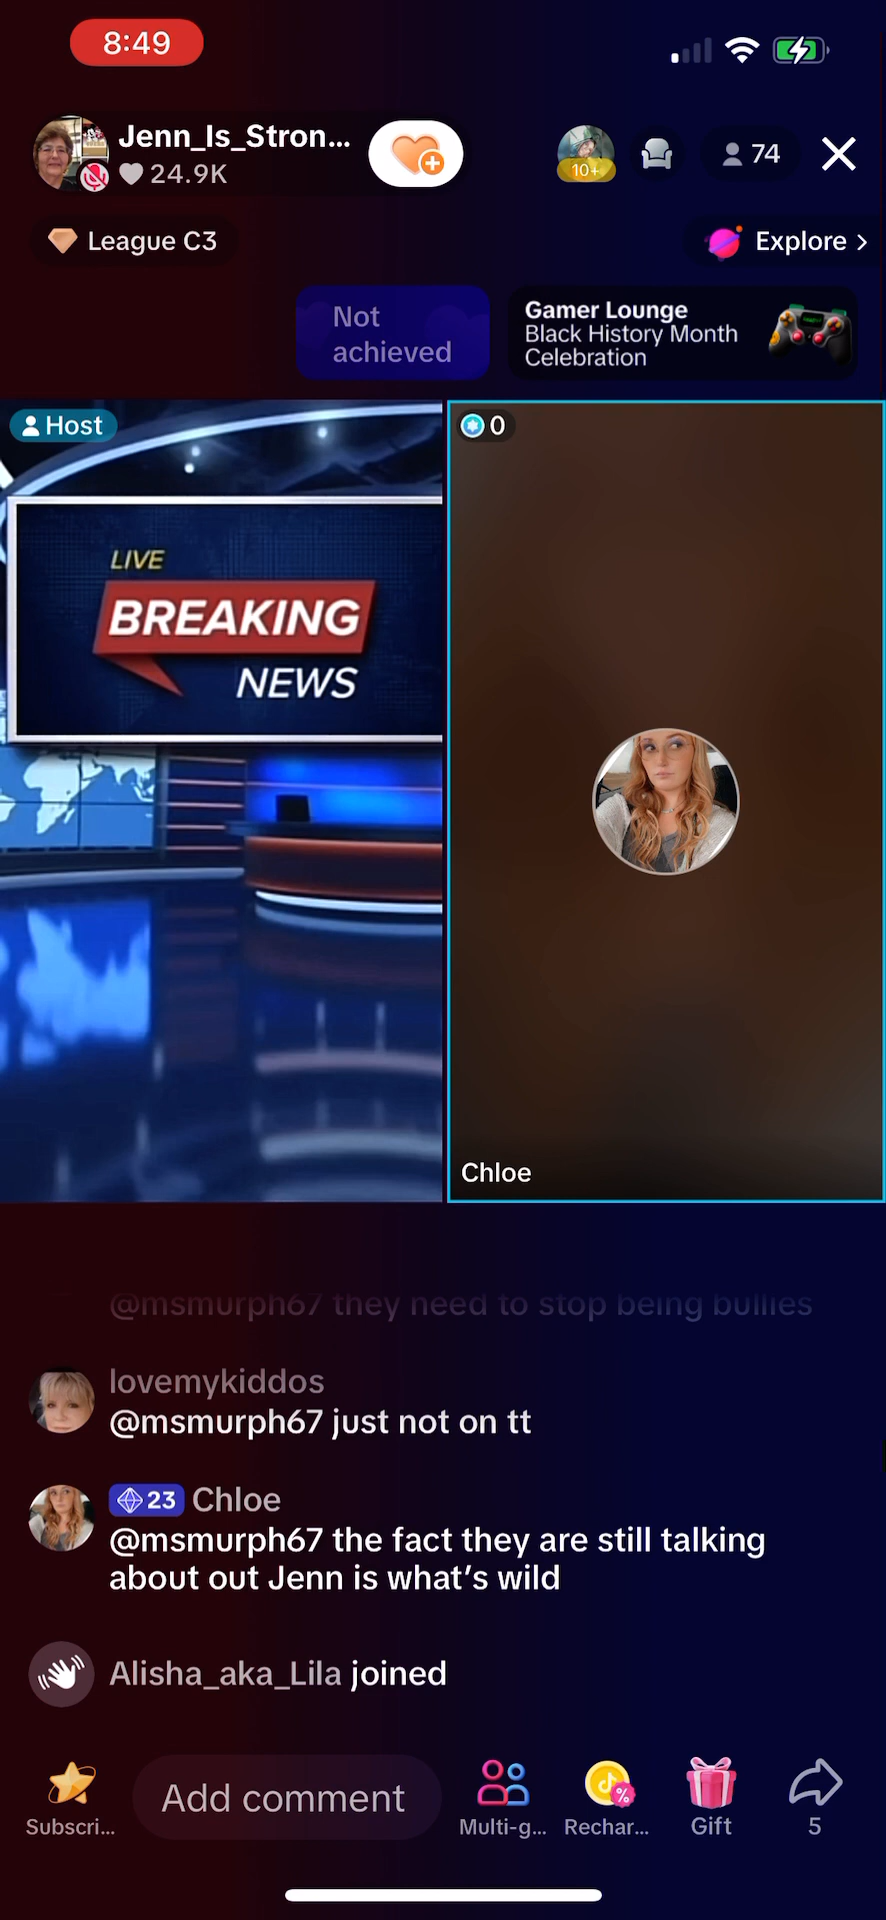 8:49
Jenn_Is_Stron...
24.9K
10+
74
League C3
Explore >
Not
achieved
Gamer Lounge
Black History Month
Celebration
Host
0
LIVE
BREAKING
NEWS
Chloe
@msmurph67 they need to stop being bullies
lovemykiddos
@msmurph67 just not on tt
23 Chloe
@msmurph67 the fact they are still talking
about out Jenn is what's wild
Alisha_aka_Lila joined
Add comment
Subscri...
Multi-g...
Rechar...
Gift
5